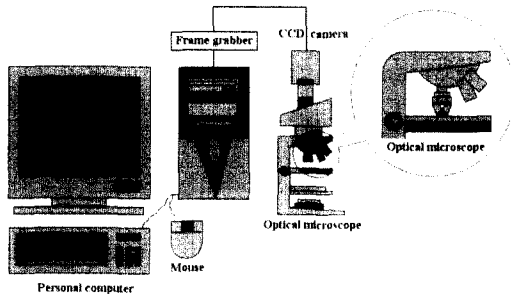 CCD camera
Frame grabber
Optical microscope
Optical microscope
Mouse
Personal computer